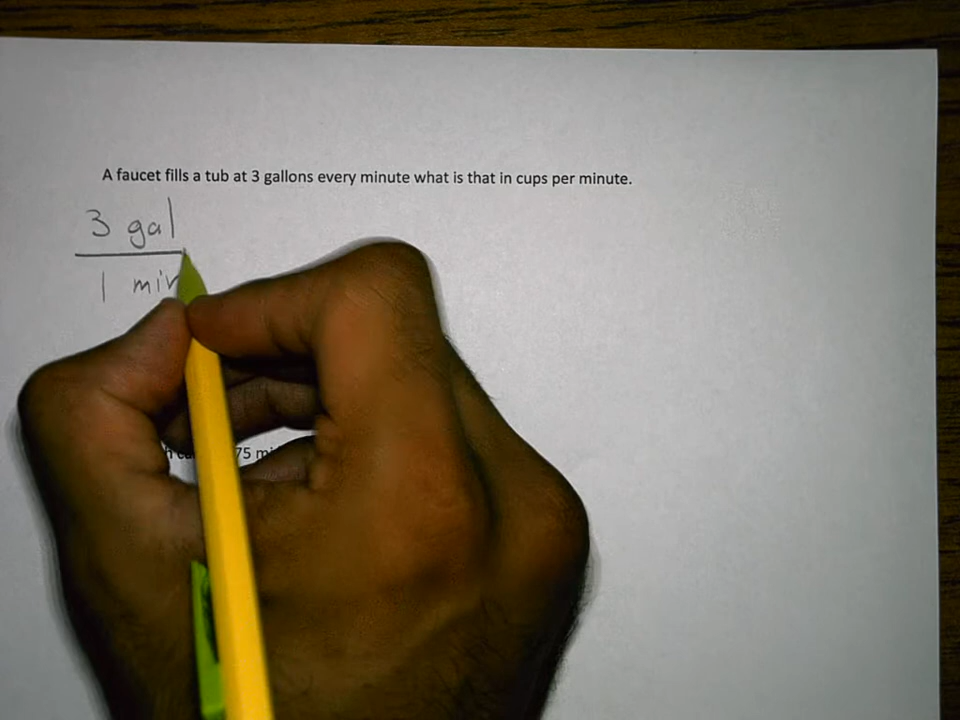 A faucet fills a tub at 3 gallons every minute what is that in cups per minute.
3 gal
1 min
75